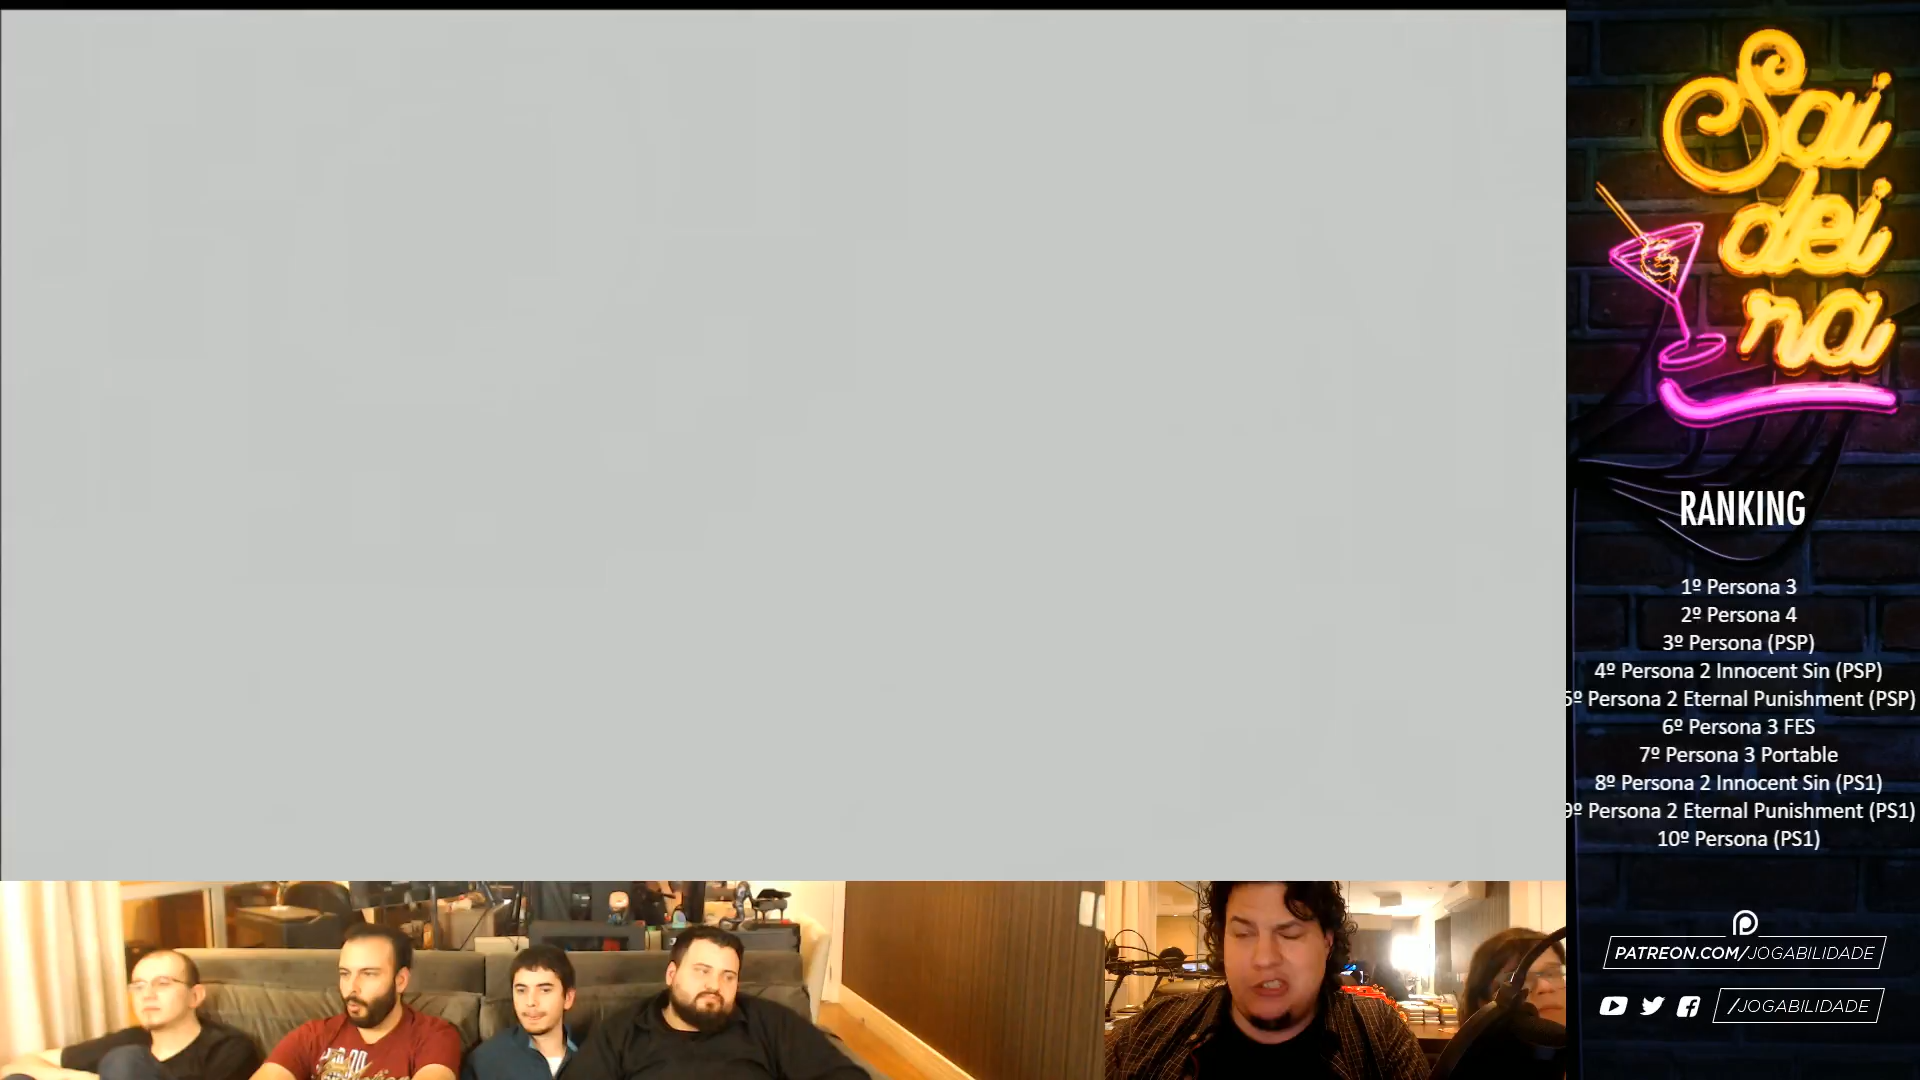 Sai
dei
ra
RANKING
1º Persona 3
2º Persona 4
3º Persona (PSP)
4º Persona 2 Innocent Sin (PSP)
5º Persona 2 Eternal Punishment (PSP)
6º Persona 3 FES
7º Persona 3 Portable
8º Persona 2 Innocent Sin (PS1)
9º Persona 2 Eternal Punishment (PS1)
10º Persona (PS1)
PATREON.COM/JOGABILIDADE
/JOGABILIDADE